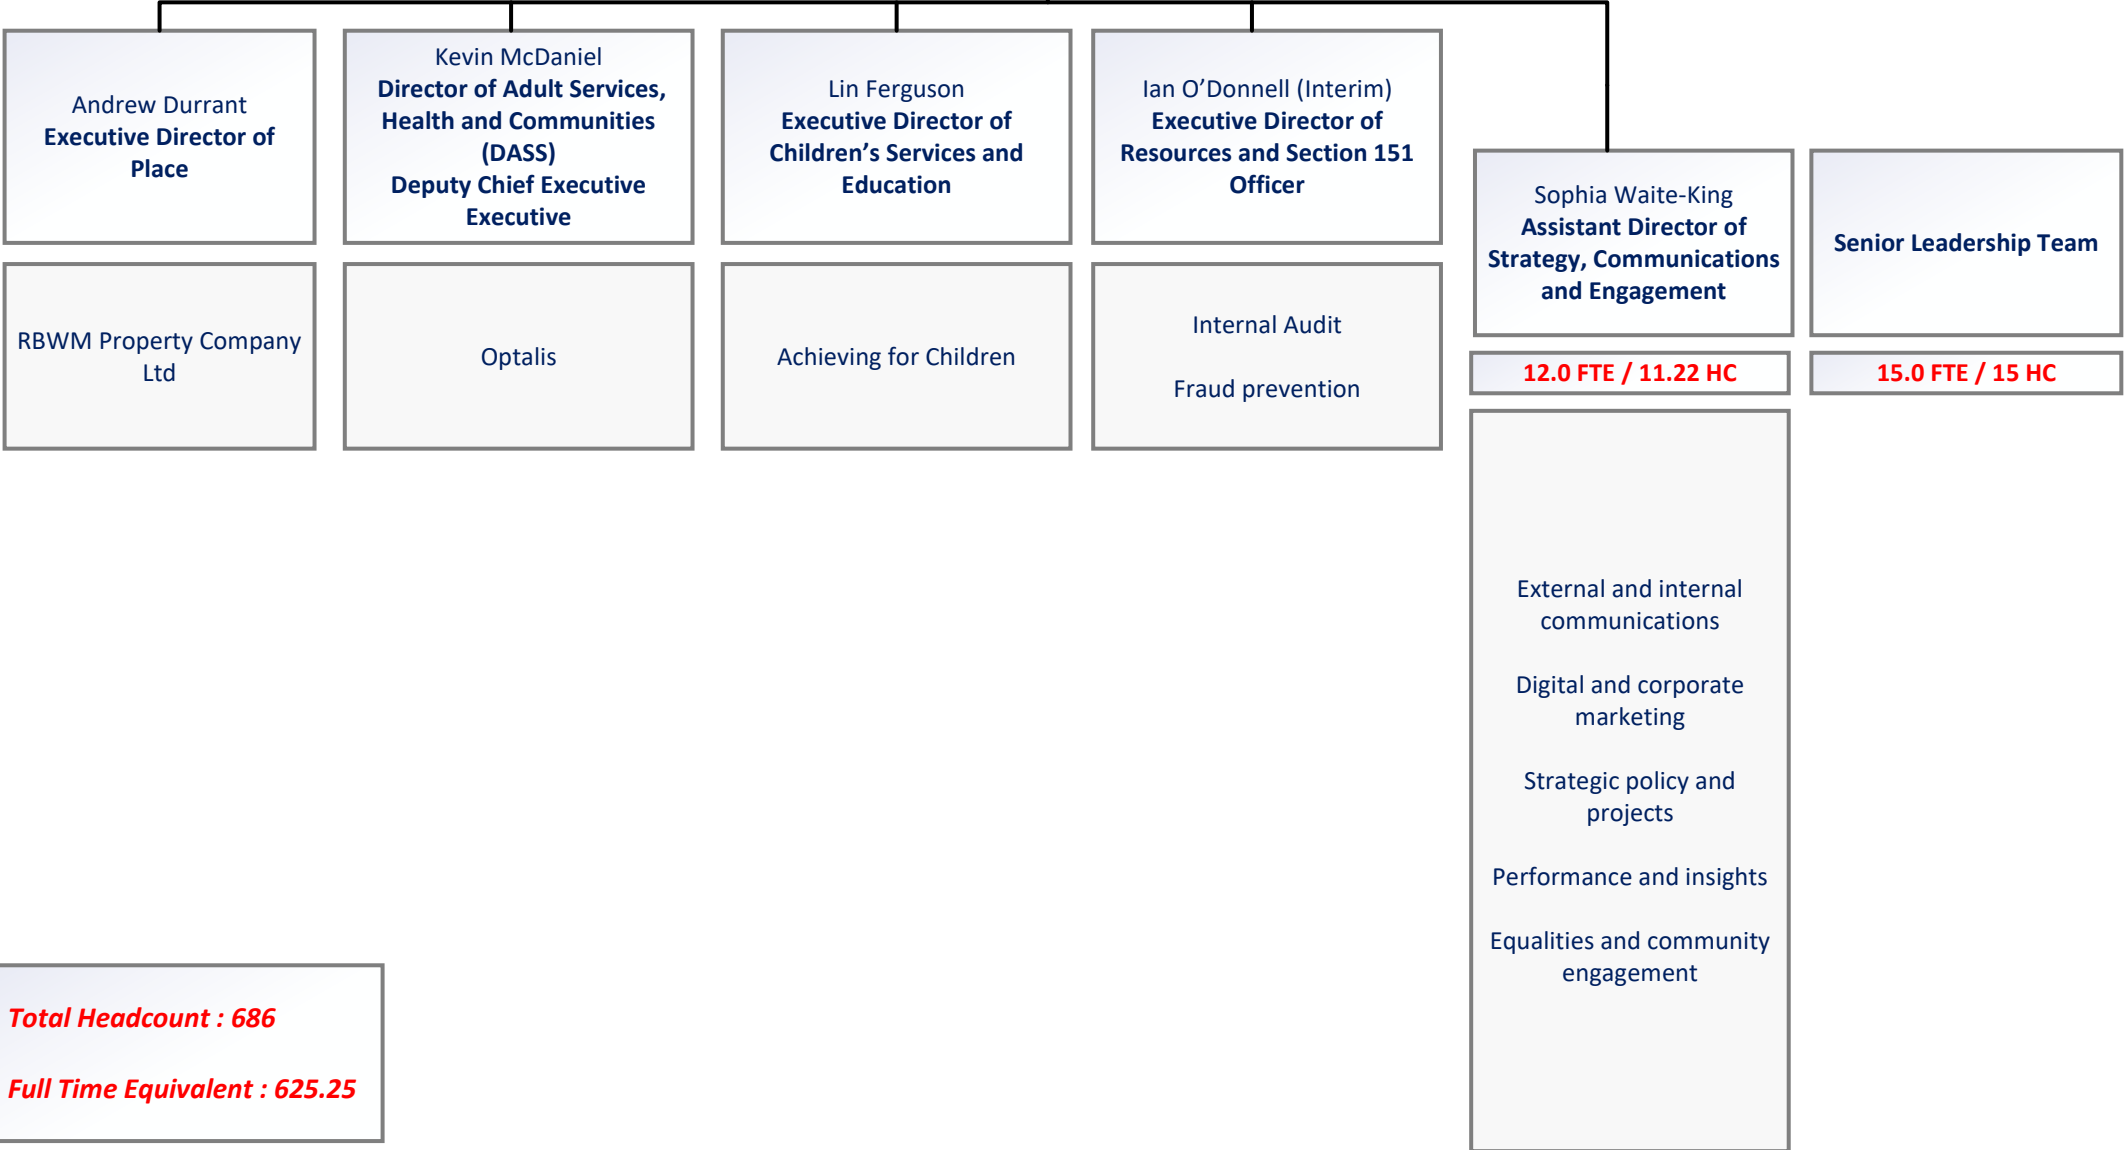 Andrew Durrant
Executive Director of
Place
Kevin McDaniel
Director of Adult Services,
Health and Communities
(DASS)
Deputy Chief Executive
Executive
Lin Ferguson
Executive Director of
Children’s Services and
Education
Ian O’Donnell (Interim)
Executive Director of
Resources and Section 151
Officer
Sophia Waite-King
Assistant Director of
Strategy, Communications
and Engagement
Senior Leadership Team
RBWM Property Company
Ltd
Optalis
Achieving for Children
Internal Audit
Fraud prevention
12.0 FTE / 11.22 HC
15.0 FTE / 15 HC
External and internal
communications
Digital and corporate
marketing
Strategic policy and
projects
Performance and insights
Equalities and community
engagement
Total Headcount : 686
Full Time Equivalent : 625.25